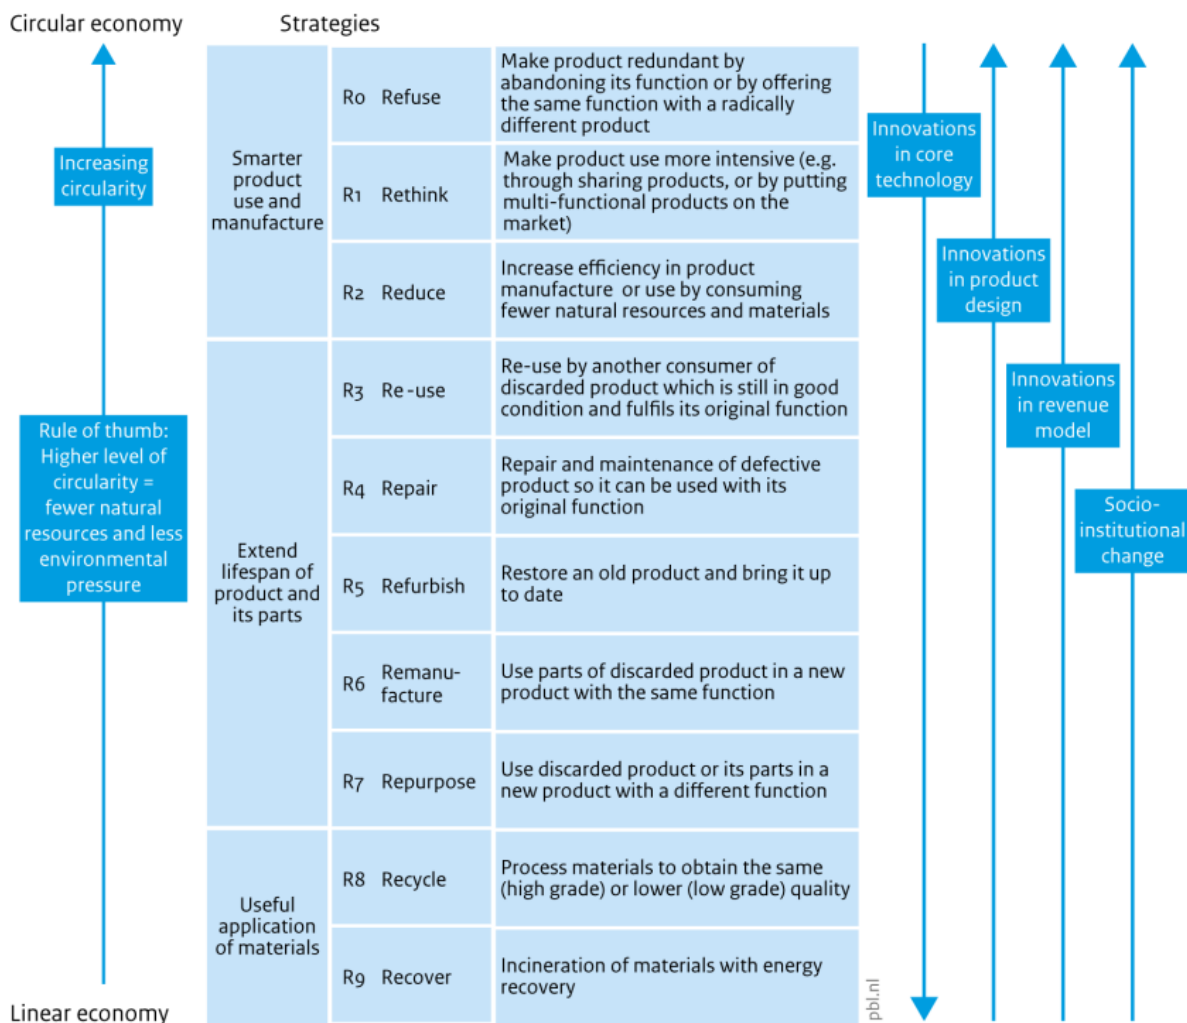 Circular economy
Strategies
Increasing
circularity
Rule of thumb:
Higher level of
circularity =
fewer natural
resources and less
environmental
pressure
Linear economy
Smarter
product
use and
manufacture
R0 Refuse
Make product redundant by
abandoning its function or by offering
the same function with a radically
different product
R1 Rethink
Make product use more intensive (e.g.
through sharing products, or by putting
multi-functional products on the
market)
R2 Reduce
Increase efficiency in product
manufacture or use by consuming
fewer natural resources and materials
Extend
lifespan of
product and
its parts
R3 Re-use
Re-use by another consumer of
discarded product which is still in good
condition and fulfils its original function
R4 Repair
Repair and maintenance of defective
product so it can be used with its
original function
R5 Refurbish
Restore an old product and bring it up
to date
R6 Remanu-
facture
Use parts of discarded product in a new
product with the same function
R7 Repurpose
Use discarded product or its parts in a
new product with a different function
Useful
application
of materials
R8 Recycle
Process materials to obtain the same
(high grade) or lower (low grade) quality
R9 Recover
Incineration of materials with energy
recovery
pbl.nl
Innovations
in core
technology
Innovations
in product
design
Innovations
in revenue
model
Socio-
institutional
change